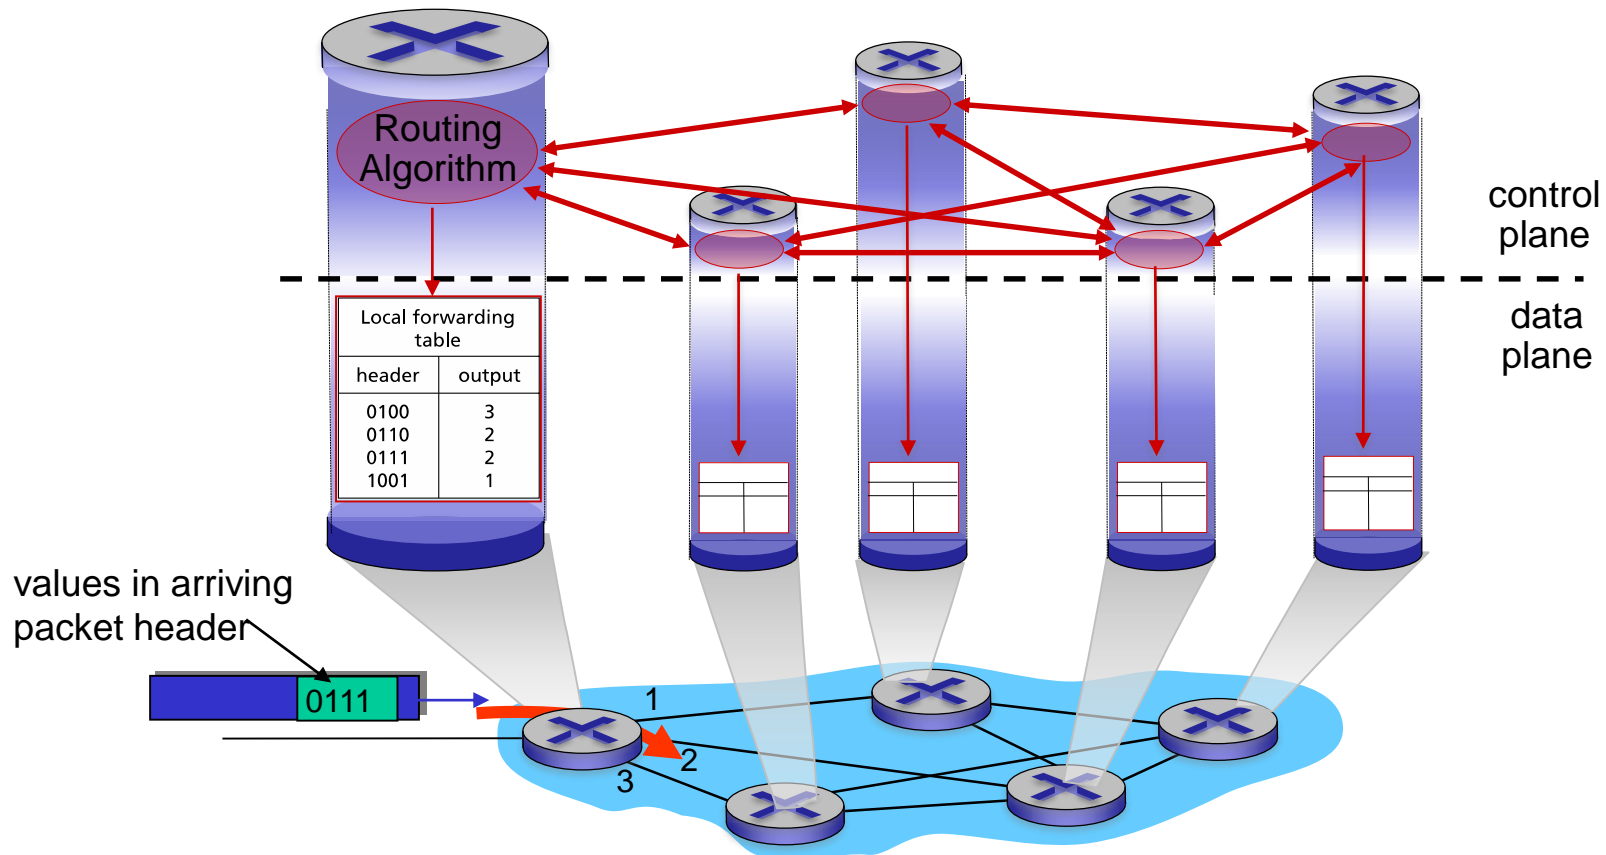 Routing
Algorithm
control
plane
data
plane
Local forwarding
table
header output
0100 3
0110 2
0111 2
1001 1
values in arriving
packet header
0111
1
2
3